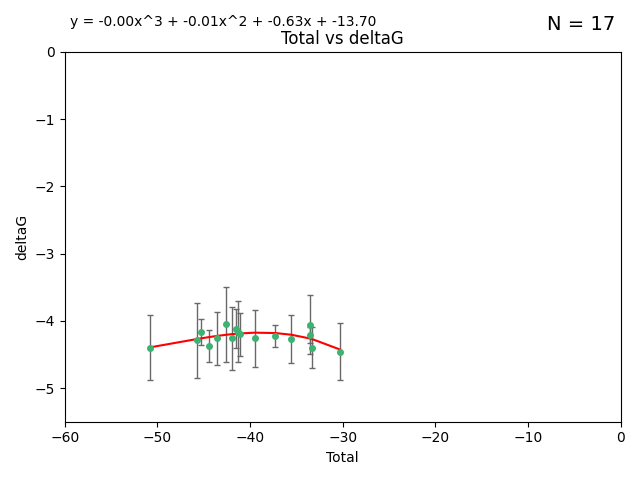 y = -0.00x^3 + -0.01x^2 + -0.63x + -13.70
N = 17
Total vs deltaG
0
−1
−2
−3
−4
−5
deltaG
−60 −50 −40 −30 −20 −10 0
Total